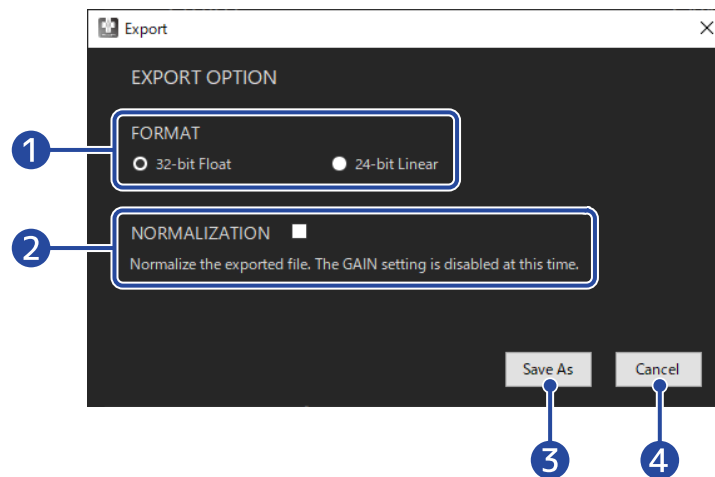 Export
EXPORT OPTION
1
FORMAT
32-bit Float 24-bit Linear
2
NORMALIZATION
Normalize the exported file. The GAIN setting is disabled at this time.
Save As Cancel
3 4